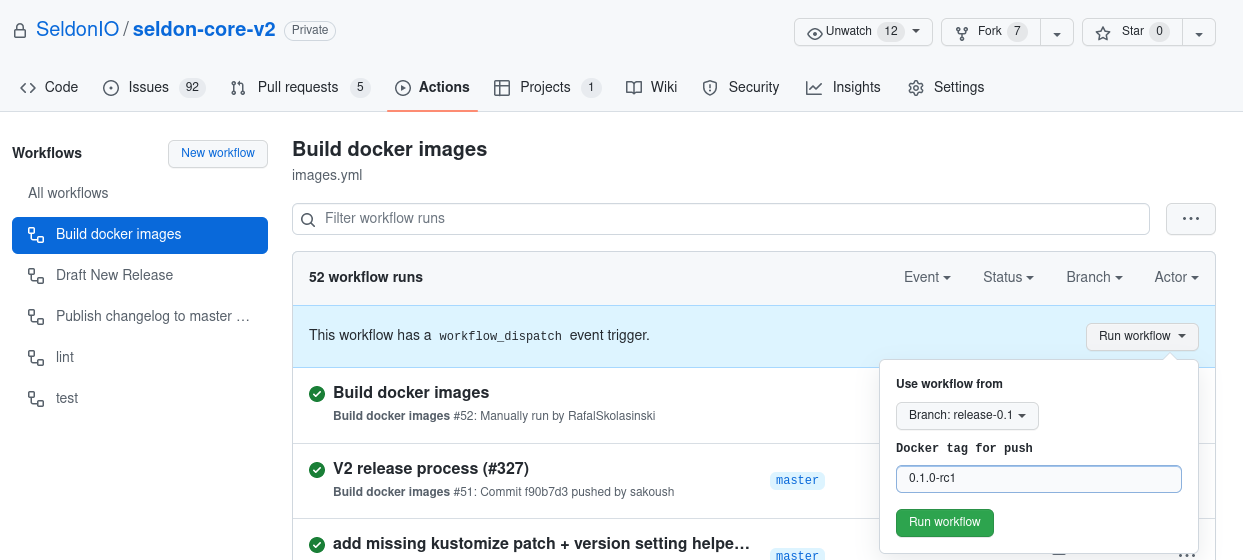 SeldonIO / seldon-core-v2 Private
Unwatch 12 Fork 7 Star 0
Code Issues 92 Pull requests 5 Actions Projects 1 Wiki Security Insights Settings
Workflows New workflow
All workflows
Build docker images
Draft New Release
Publish changelog to master …
lint
test
Build docker images
images.yml
Filter workflow runs
52 workflow runs Event Status Branch Actor
This workflow has a workflow_dispatch event trigger. Run workflow
Build docker images
Build docker images #52: Manually run by RafalSkolasinski
V2 release process (#327)
Build docker images #51: Commit f90b7d3 pushed by sakoush
master
add missing kustomize patch + version setting helpe…
master
Use workflow from
Branch: release-0.1
Docker tag for push
0.1.0-rc1
Run workflow